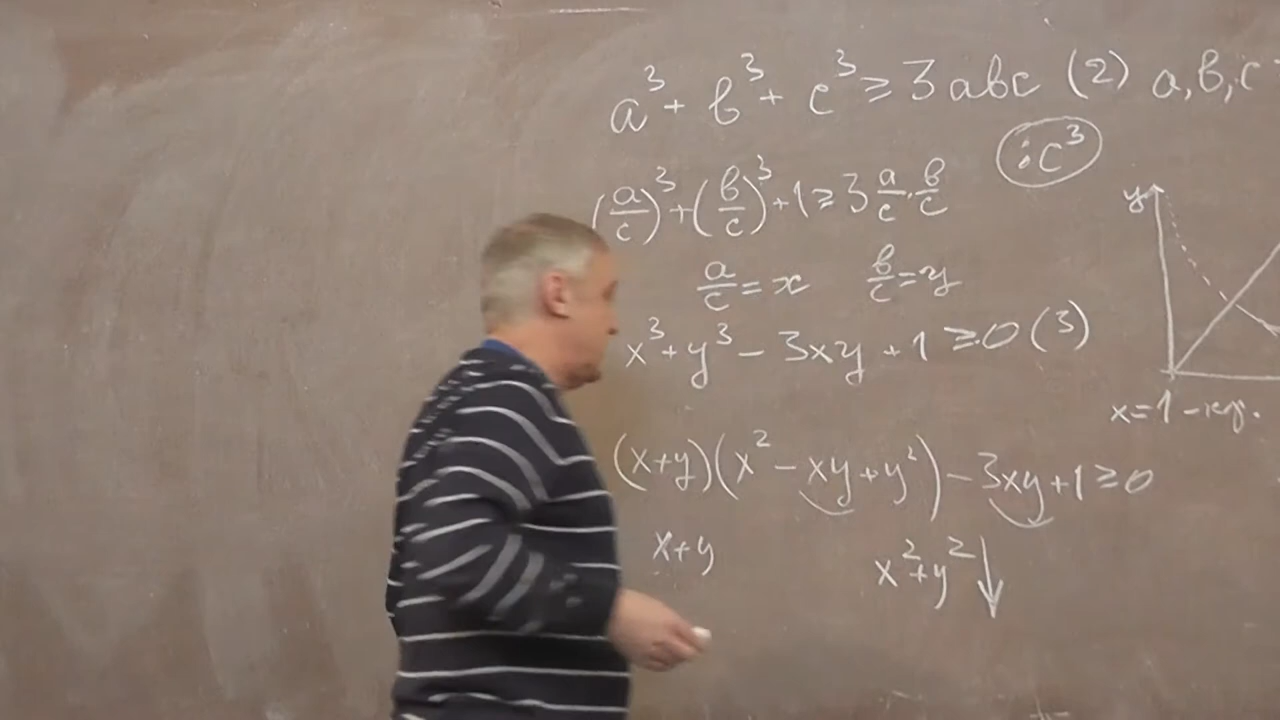 a³ + b³ + c³ ≥ 3abc (2) a, b, c
:c³
(a/c)³ + (b/c)³ + 1 ≥ 3 a/c · b/c
y
a/c = x b/c = y
x³ + y³ - 3xy + 1 ≥ 0 (3)
x = 1 -
(x+y)(x² - xy + y²) - 3xy + 1 ≥ 0
x+y x² + y² ↓